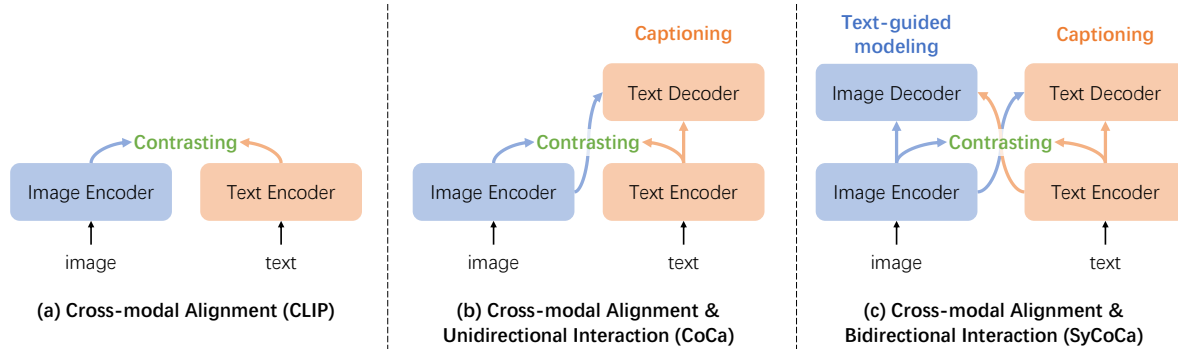 Contrasting
Image Encoder
Text Encoder
image
text
(a) Cross-modal Alignment (CLIP)
Captioning
Text Decoder
Contrasting
Image Encoder
Text Encoder
image
text
(b) Cross-modal Alignment &
Unidirectional Interaction (CoCa)
Text-guided
modeling
Captioning
Image Decoder
Text Decoder
Contrasting
Image Encoder
Text Encoder
image
text
(c) Cross-modal Alignment &
Bidirectional Interaction (SyCoCa)